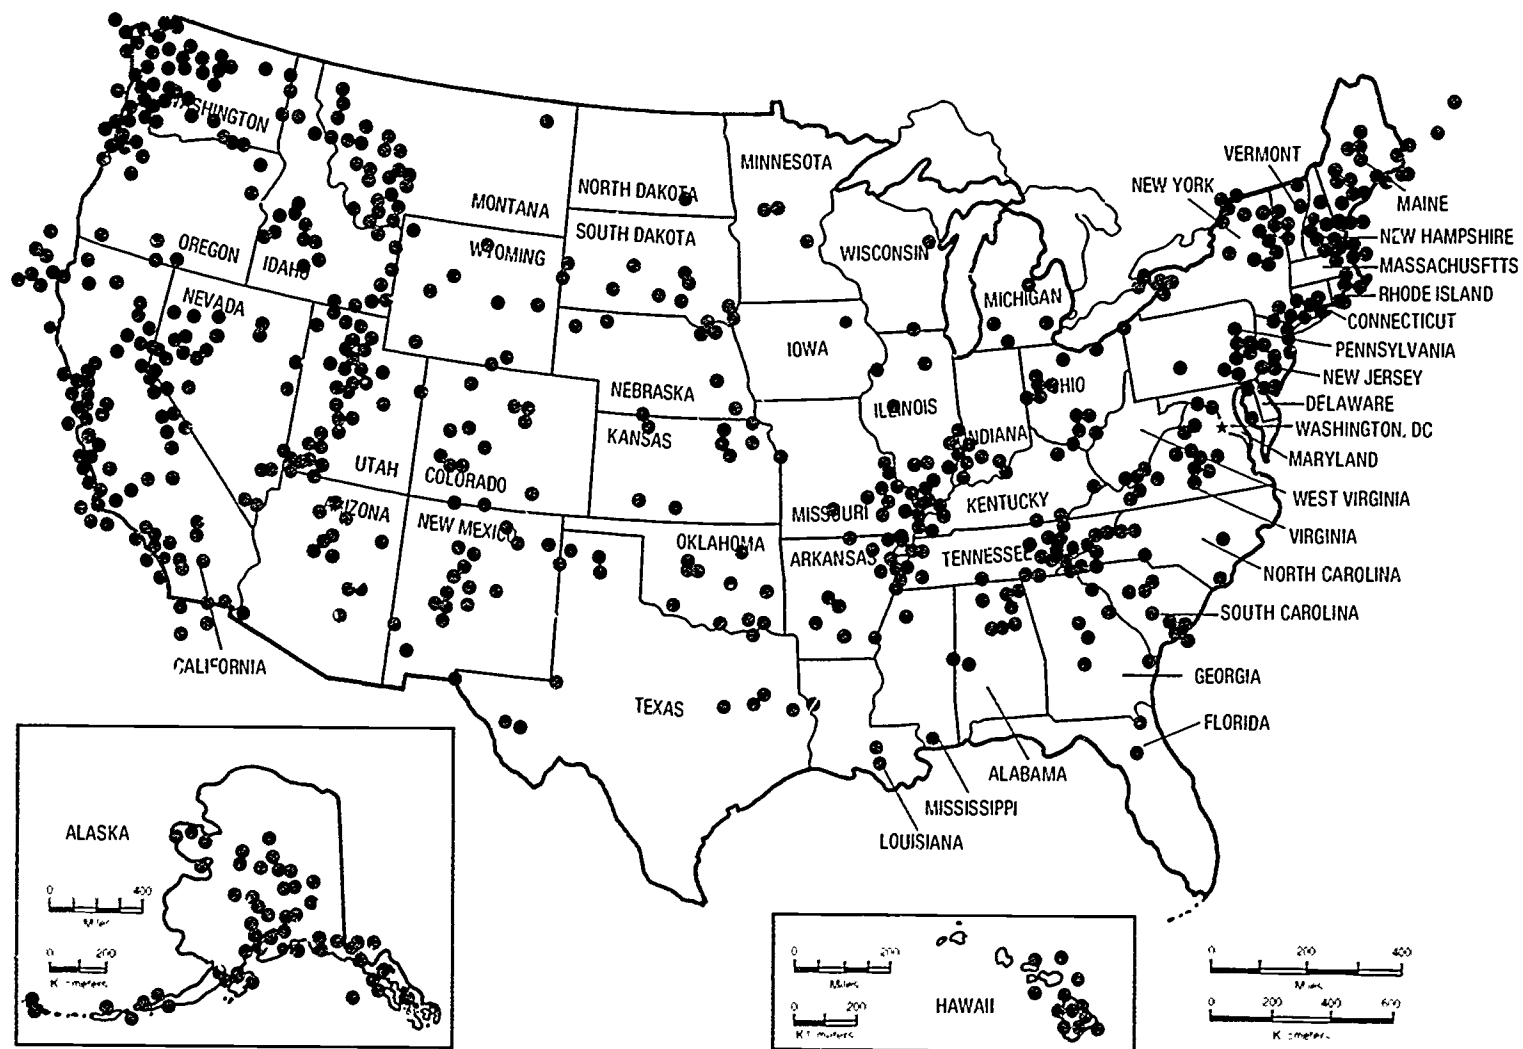 WASHINGTON
MONTANA
NORTH DAKOTA
MINNESOTA
VERMONT
NEW YORK
MAINE
OREGON
IDAHO
WYOMING
SOUTH DAKOTA
WISCONSIN
MICHIGAN
NEW HAMPSHIRE
MASSACHUSFTTS
RHODE ISLAND
CONNECTICUT
PENNSYLVANIA
NEW JERSEY
DELAWARE
WASHINGTON, DC
MARYLAND
WEST VIRGINIA
VIRGINIA
NORTH CAROLINA
SOUTH CAROLINA
GEORGIA
FLORIDA
NEVADA
UTAH
COLORADO
NEBRASKA
KANSAS
IOWA
ILLINOIS
INDIANA
OHIO
MISSOURI
KENTUCKY
TENNESSEE
ARIZONA
NEW MEXICO
OKLAHOMA
ARKANSAS
CALIFORNIA
TEXAS
ALABAMA
MISSISSIPPI
LOUISIANA
ALASKA
0 400
Miles
0 200
HAWAII
0 200
Miles
0 200
0 200 400
Miles
0 200 400 600